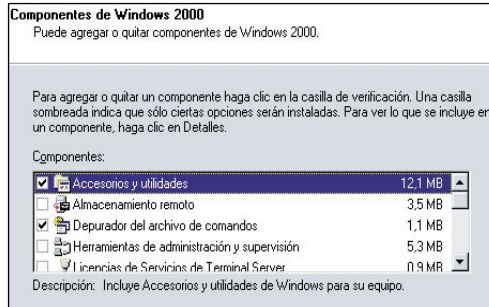 Componentes de Windows 2000
Puede agregar o quitar componentes de Windows 2000.
Para agregar o quitar un componente haga clic en la casilla de verificación. Una casilla
sombreada indica que sólo ciertas opciones serán instaladas. Para ver lo que se incluye en
un componente, haga clic en Detalles.
Componentes:
Accesorios y utilidades 12,1 MB
Almacenamiento remoto 3,5 MB
Depurador del archivo de comandos 1,1 MB
Herramientas de administración y supervisión 5,3 MB
Licencias de Servicios de Terminal Server 0,9 MB
Descripción: Incluye Accesorios y utilidades de Windows para su equipo.